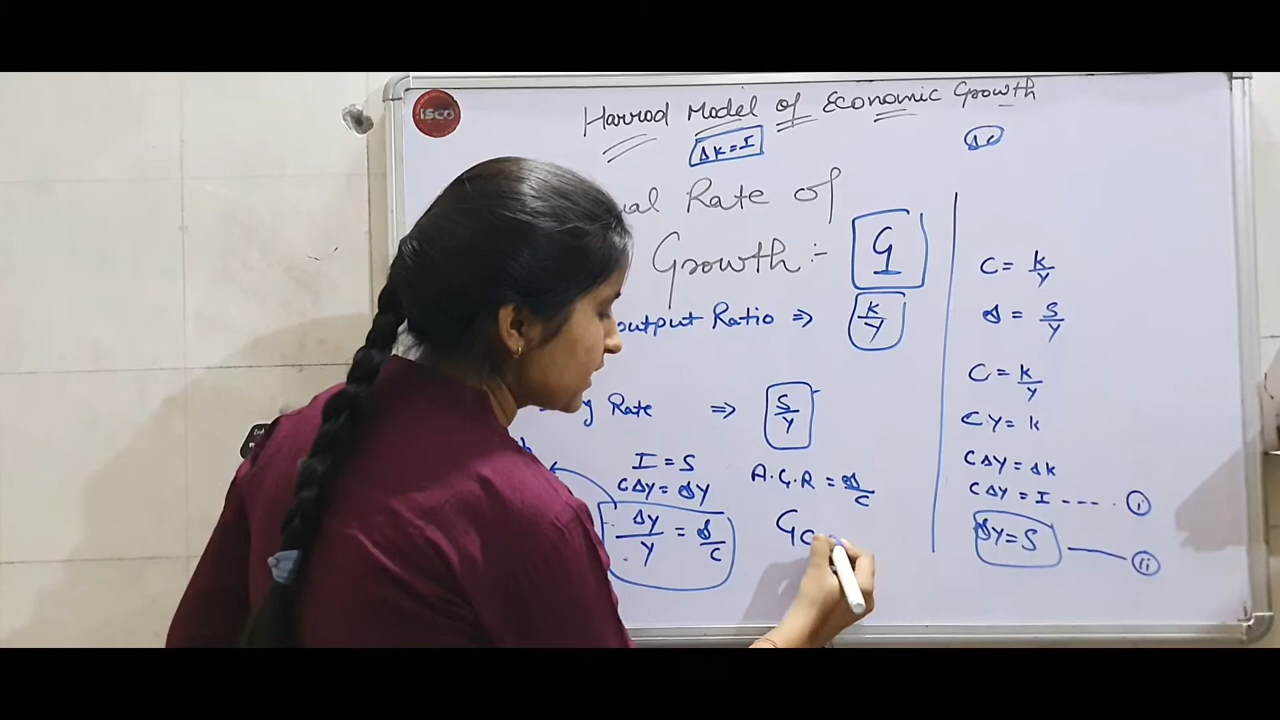 isco
Harrod Model of Economic Growth
ΔK=I
Rate of
Growth :- G
output Ratio ⇒ K/Y
Rate ⇒ S/Y
I = S
CΔY = sY
ΔY/Y = s/C
A.G.R = s/C
GC
C = K/Y
s = S/Y
C = K/Y
CY = K
CΔY = ΔK
CΔY = I ---- (i)
sY = S — (ii)